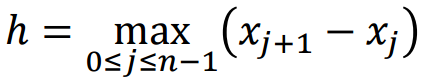 h = max_{0≤j≤n−1} (x_{j+1} − x_j)